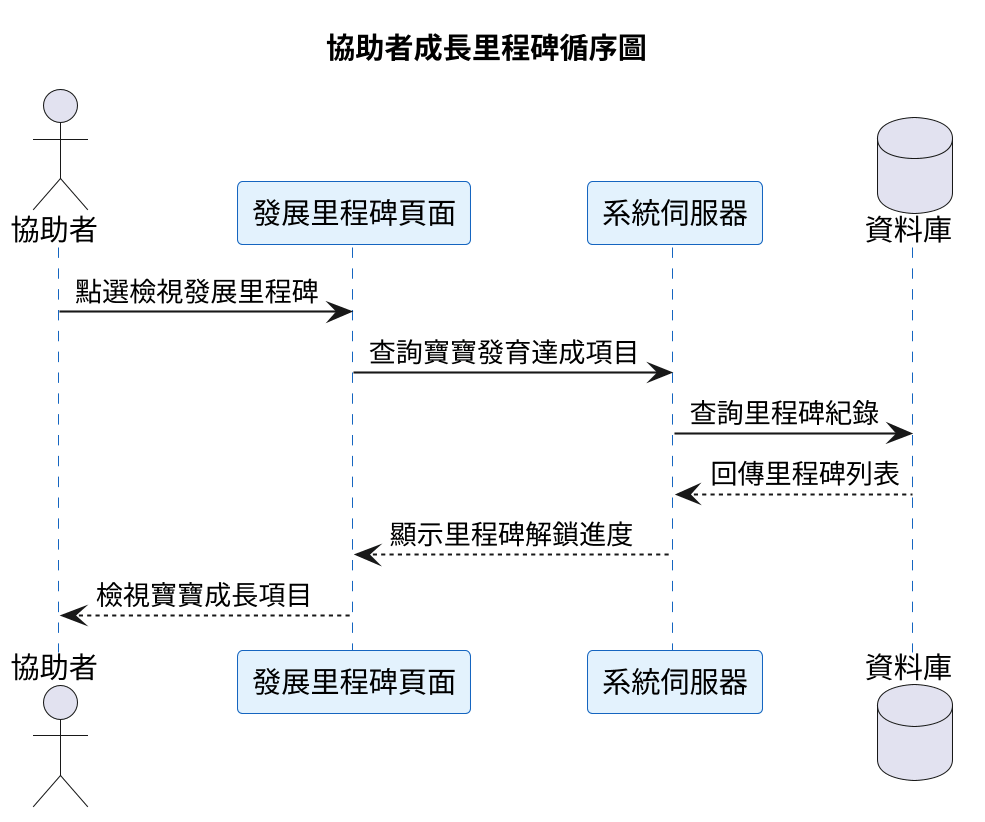 協助者成長里程碑循序圖
協助者
發展里程碑頁面
系統伺服器
資料庫
點選檢視發展里程碑
查詢寶寶發育達成項目
查詢里程碑紀錄
回傳里程碑列表
顯示里程碑解鎖進度
檢視寶寶成長項目
協助者
發展里程碑頁面
系統伺服器
資料庫